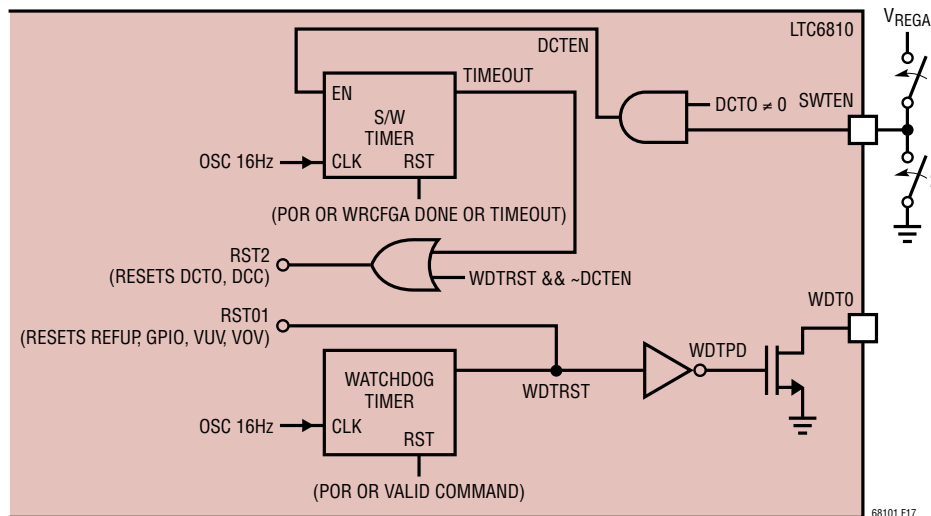 LTC6810
VREGA
DCTEN
TIMEOUT
EN
S/W
TIMER
DCTO ≠ 0
SWTEN
OSC 16Hz
CLK
RST
(POR OR WRCFGA DONE OR TIMEOUT)
RST2
(RESETS DCTO, DCC)
WDTRST && ~DCTEN
RST01
(RESETS REFUP, GPIO, VUV, VOV)
WDT0
WDTPD
WATCHDOG
TIMER
WDTRST
OSC 16Hz
CLK
RST
(POR OR VALID COMMAND)
68101 F17